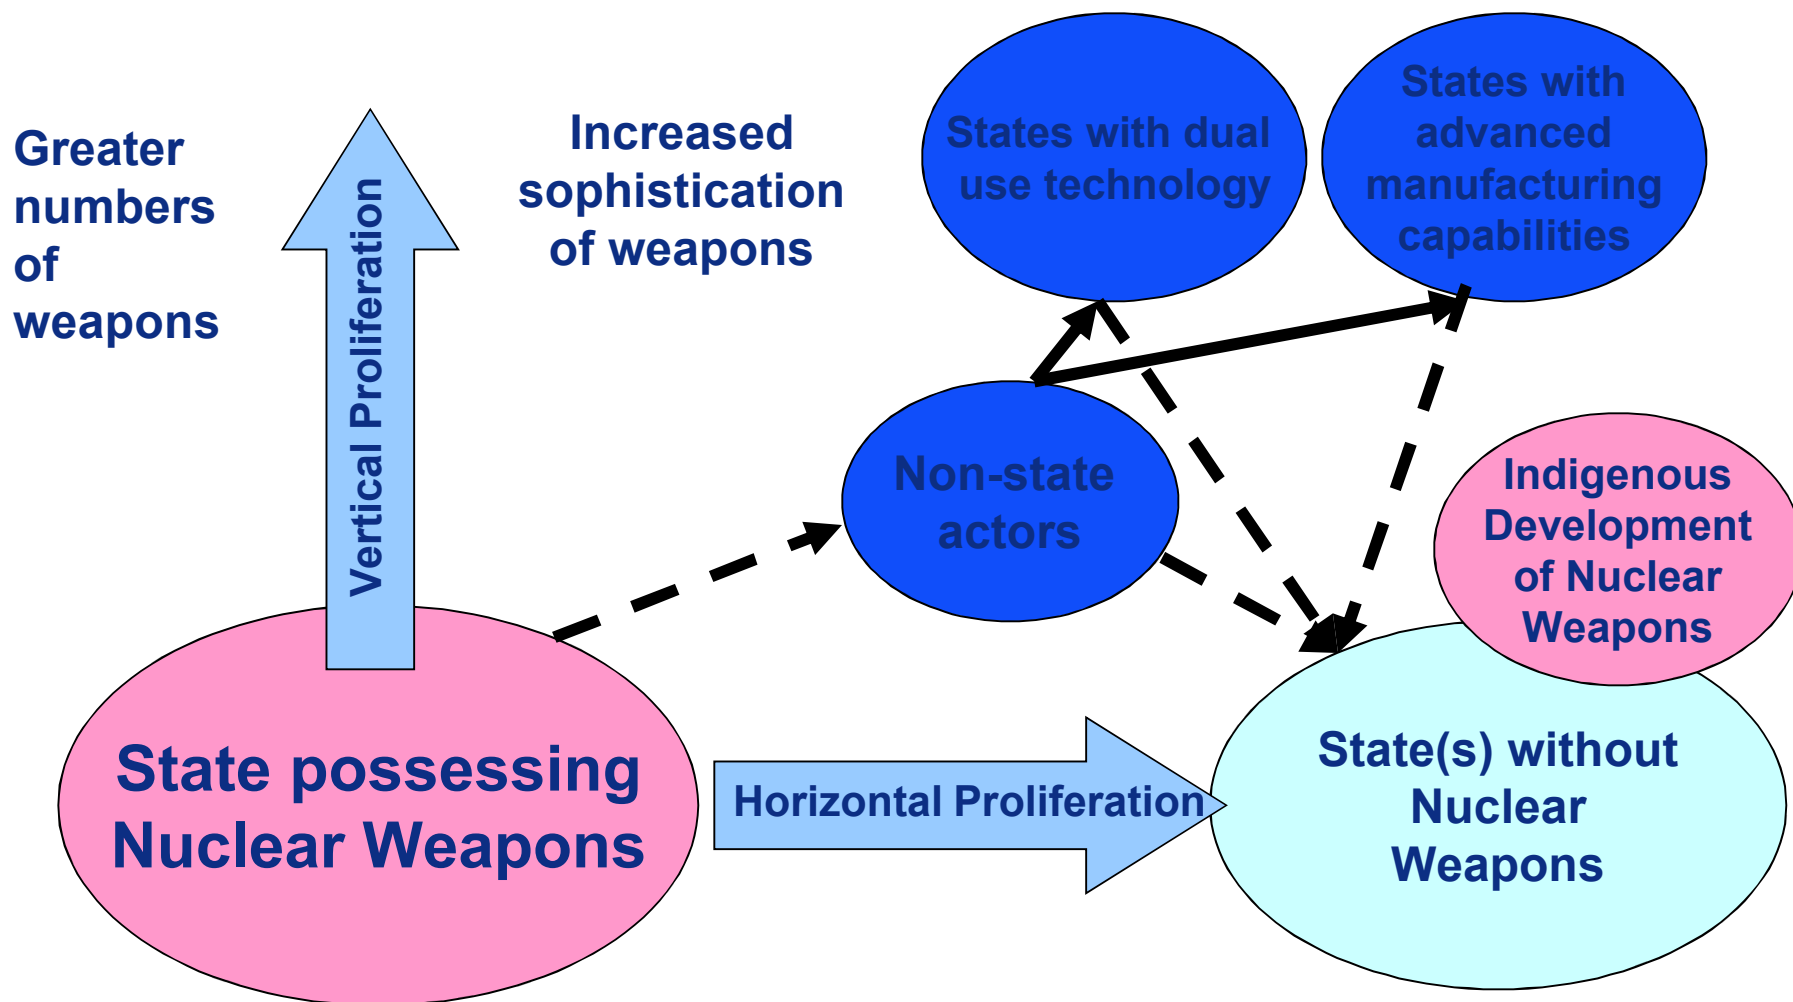 Greater
numbers
of
weapons
Vertical Proliferation
Increased
sophistication
of weapons
States with dual
use technology
States with
advanced
manufacturing
capabilities
Non-state
actors
Indigenous
Development
of Nuclear
Weapons
State possessing
Nuclear Weapons
Horizontal Proliferation
State(s) without
Nuclear
Weapons